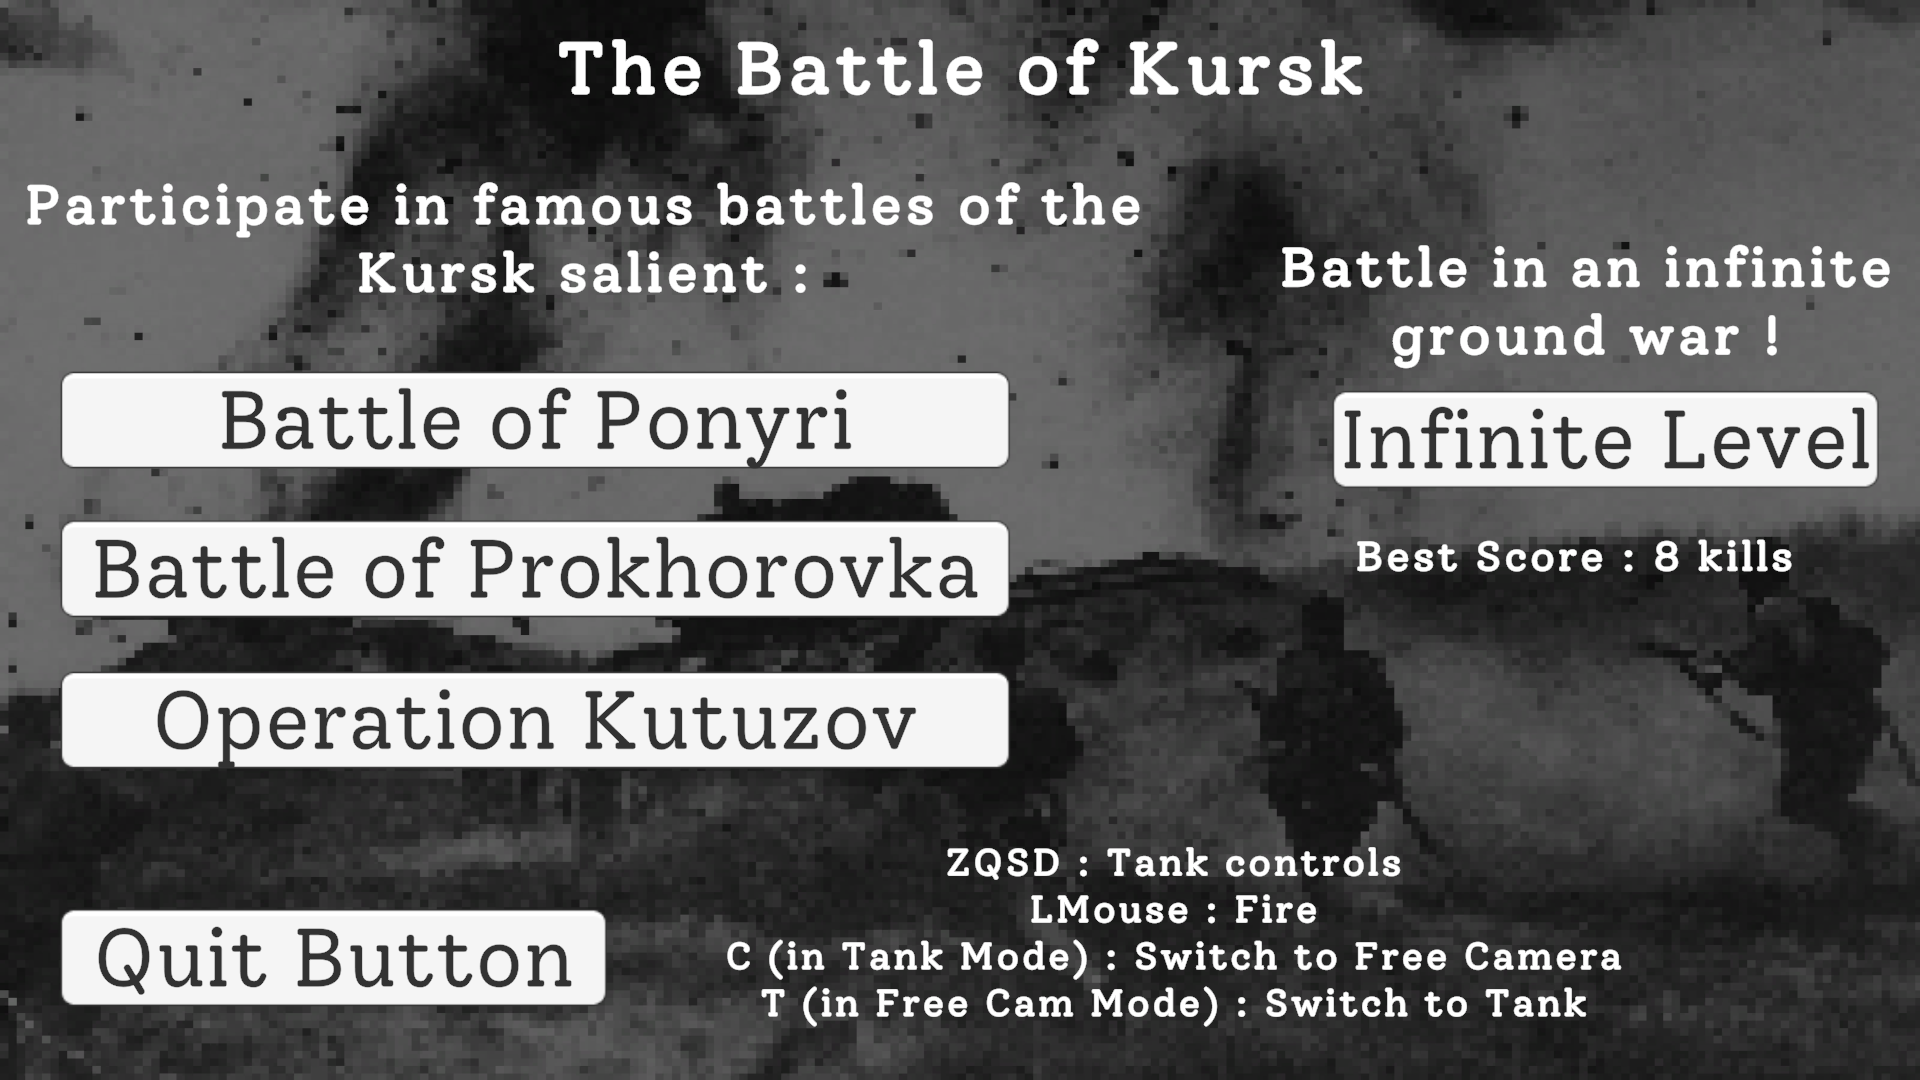 The Battle of Kursk
Participate in famous battles of the
Kursk salient :
Battle of Ponyri
Battle of Prokhorovka
Operation Kutuzov
Battle in an infinite
ground war !
Infinite Level
Best Score : 8 kills
Quit Button
ZQSD : Tank controls
LMouse : Fire
C (in Tank Mode) : Switch to Free Camera
T (in Free Cam Mode) : Switch to Tank